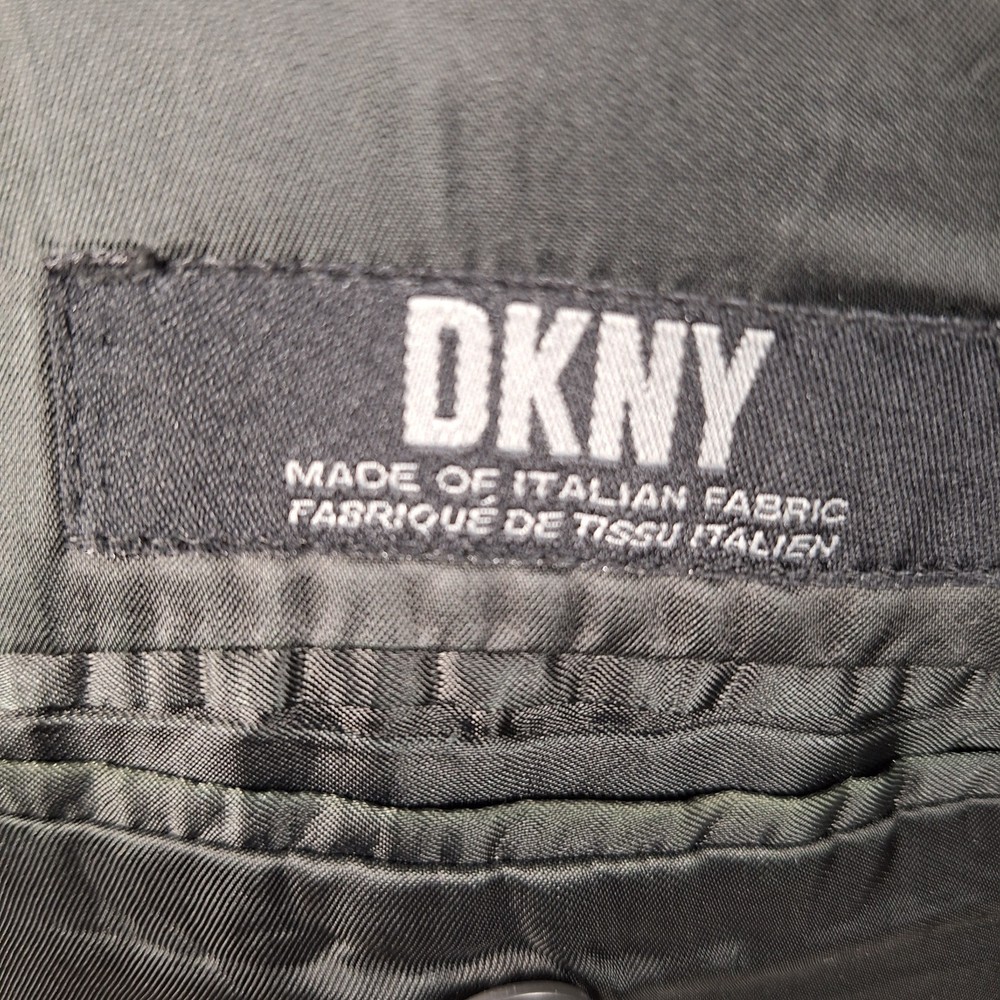 DKNY
MADE OF ITALIAN FABRIC
FABRIQUÉ DE TISSU ITALIEN